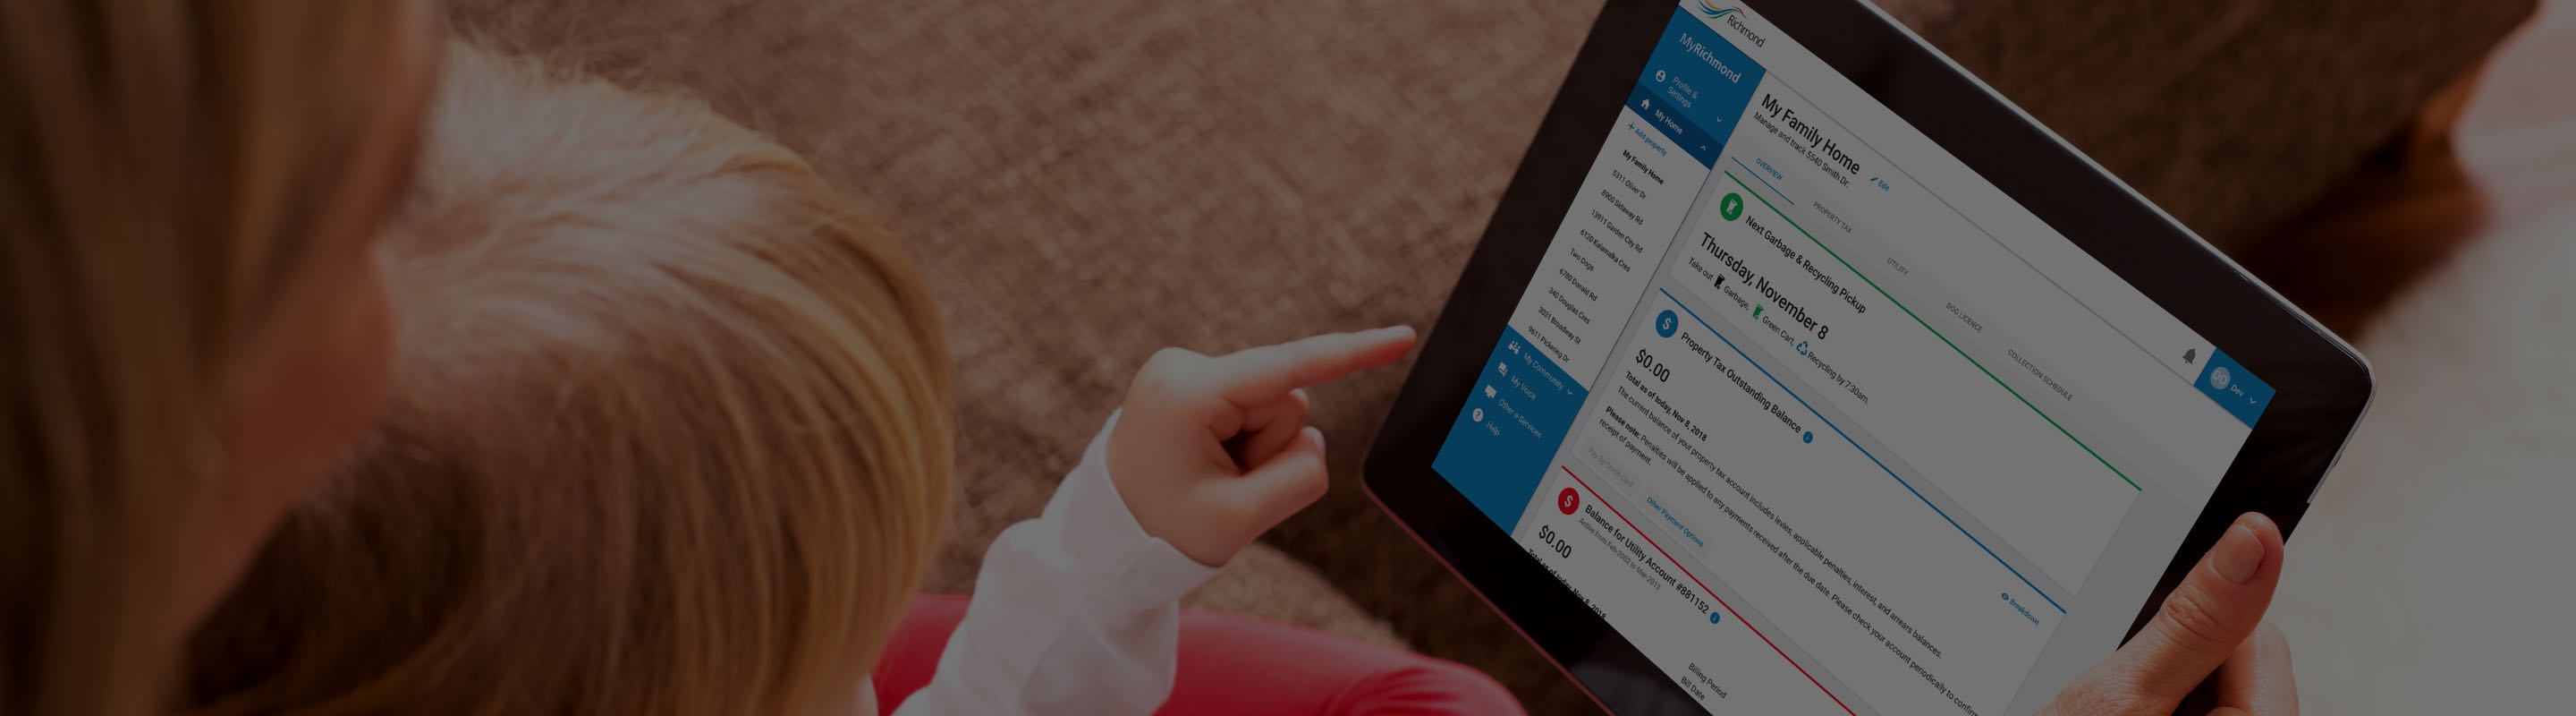 Richmond
MyRichmond
Profile &
Settings
My Home
+ Add property
My Family Home
5311 Oliver Dr
8900 Sidaway Rd
13911 Garden City Rd
6120 Kalamalka Cres
Two Dogs
6780 Donald Rd
340 Douglas Cres
3031 Broadway St
9611 Pickering Dr
My Community
My Voice
Other e-Services
Help
My Family Home
Edit
Manage and track 5540 Smith Dr.
OVERVIEW
PROPERTY TAX
UTILITY
DOG LICENCE
COLLECTION SCHEDULE
DO Dev
Next Garbage & Recycling Pickup
Thursday, November 8
Take out Garbage, Green Cart, Recycling by 7:30am.
$ Property Tax Outstanding Balance i
Breakdown
$0.00
Total as of today, Nov 8, 2018
The current balance of your property tax account includes levies, applicable penalties, interest, and arrears balances.
Please note: Penalties will be applied to any payments received after the due date. Please check your account periodically to confirm
receipt of payment.
Pay By Credit Card
Other Payment Options
$ Balance for Utility Account #881152 i
Active from Feb-2002 to Mar-2013
$0.00
Total as of today, Nov 8, 2018
Billing Period
Bill Date